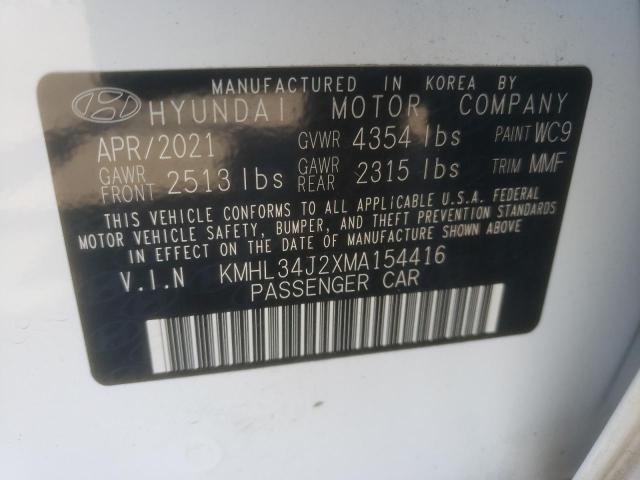 MANUFACTURED IN KOREA BY
HYUNDAI MOTOR COMPANY
APR/2021 GVWR 4354 lbs PAINT WC9
GAWR FRONT 2513 lbs GAWR REAR 2315 lbs TRIM MMF
THIS VEHICLE CONFORMS TO ALL APPLICABLE U.S.A. FEDERAL
MOTOR VEHICLE SAFETY, BUMPER, AND THEFT PREVENTION STANDARDS
IN EFFECT ON THE DATE OF MANUFACTURE SHOWN ABOVE.
V.I.N KMHL34J2XMA154416
PASSENGER CAR